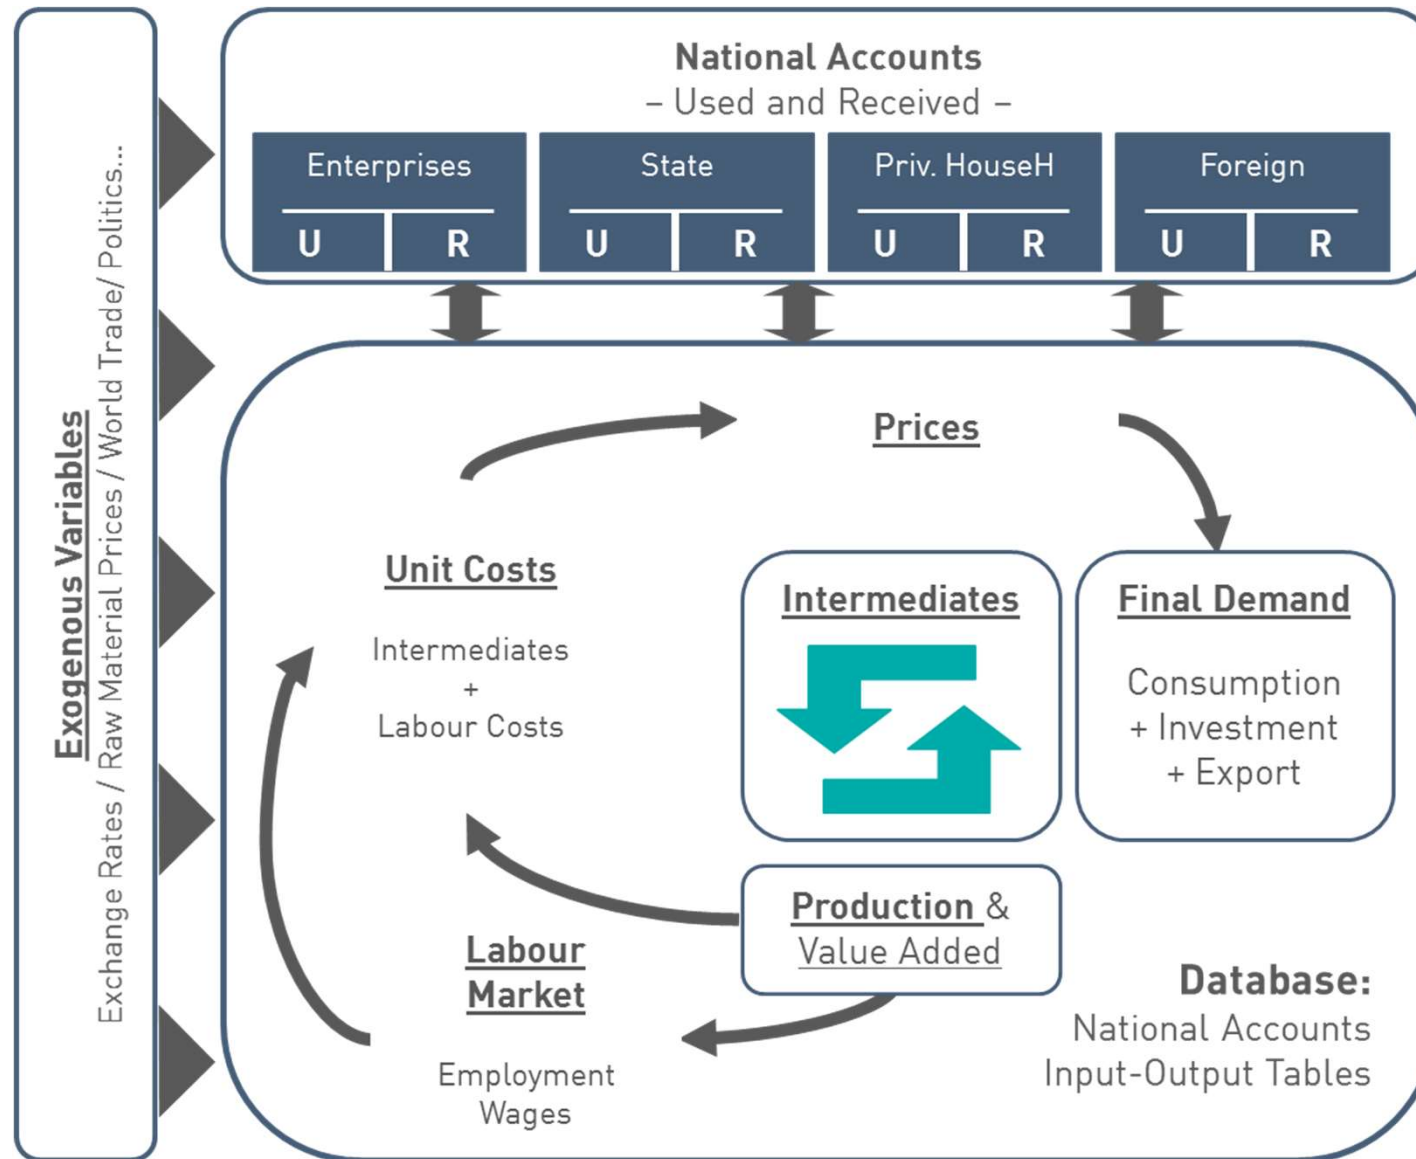 Exogenous Variables
Exchange Rates / Raw Material Prices / World Trade/ Politics...
National Accounts
– Used and Received –
Enterprises
U R
State
U R
Priv. HouseH
U R
Foreign
U R
Prices
Unit Costs
Intermediates
+
Labour Costs
Intermediates
Final Demand
Consumption
+ Investment
+ Export
Production &
Value Added
Labour
Market
Employment
Wages
Database:
National Accounts
Input-Output Tables